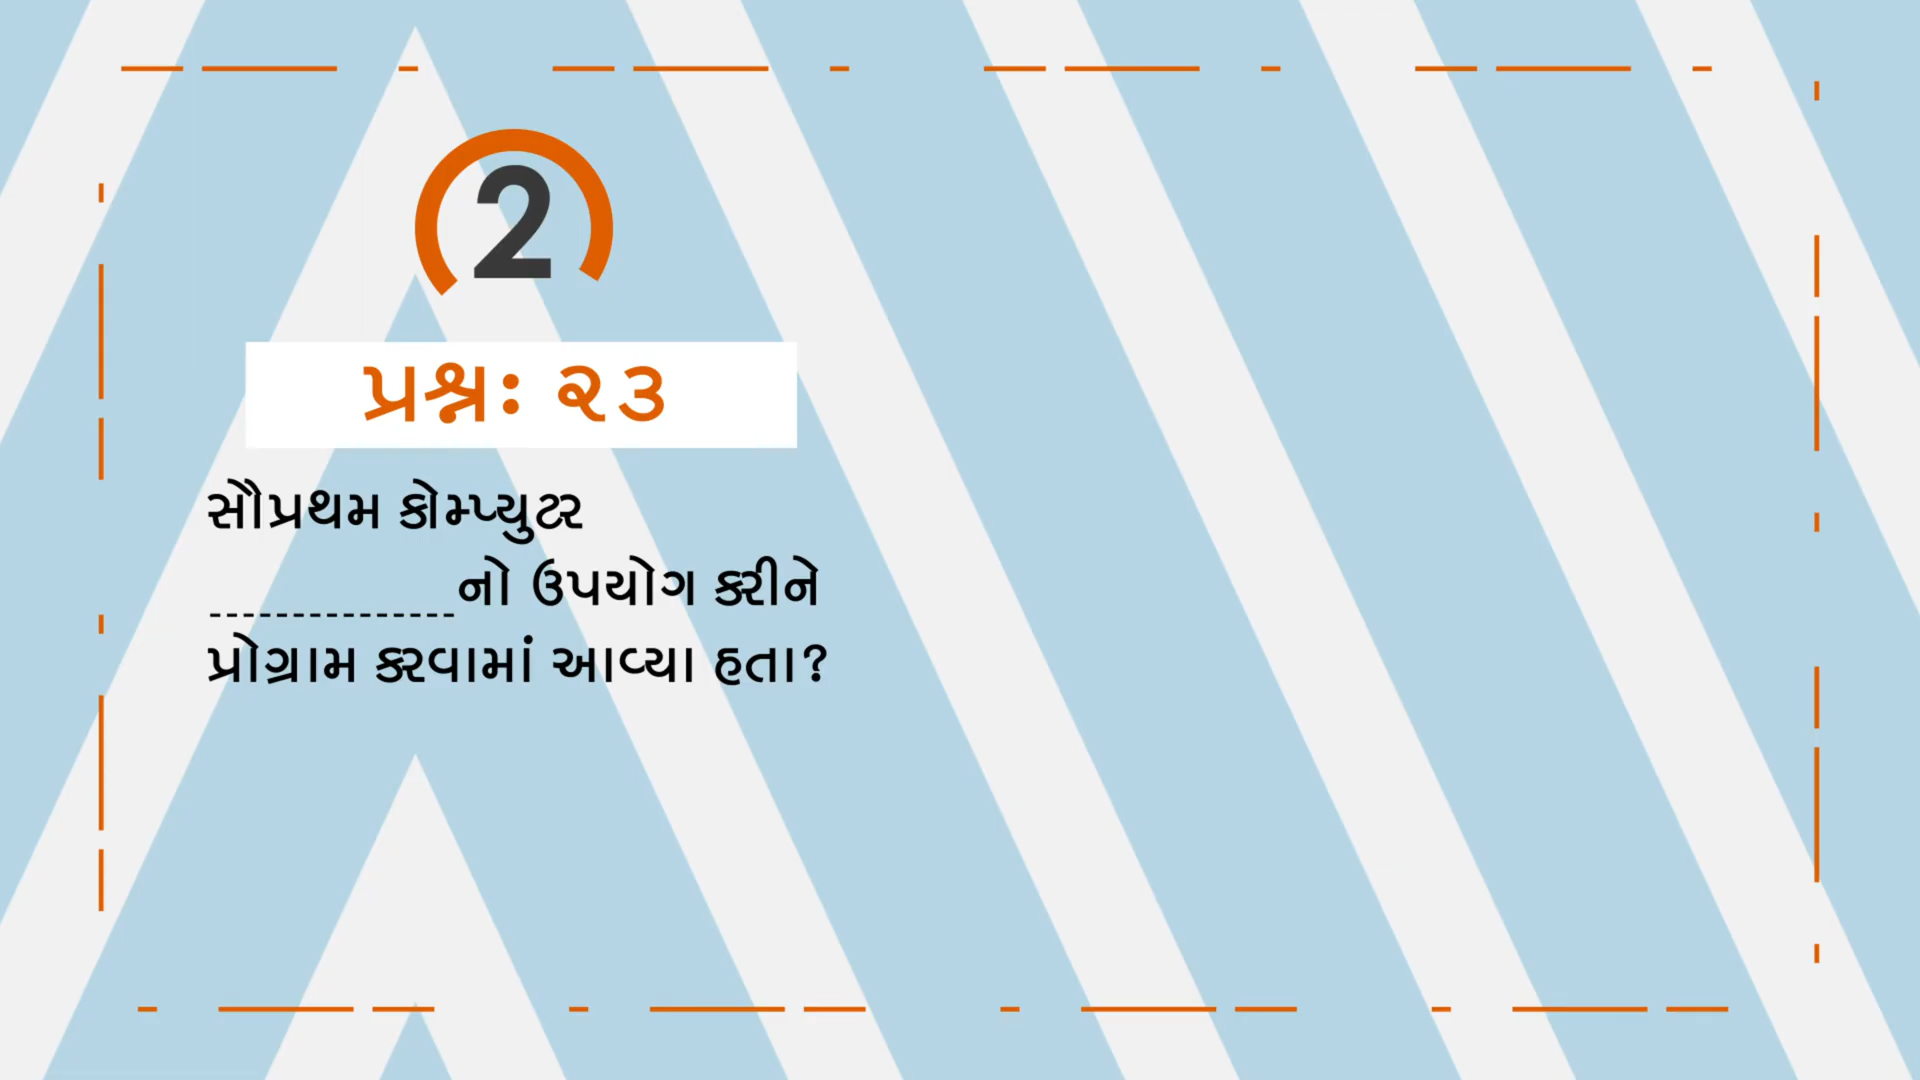 2
પ્રશ્નઃ ૨૩
સૌપ્રથમ કોમ્પ્યુટર
---------------નો ઉપયોગ કરીને
પ્રોગ્રામ કરવામાં આવ્યા હતા?